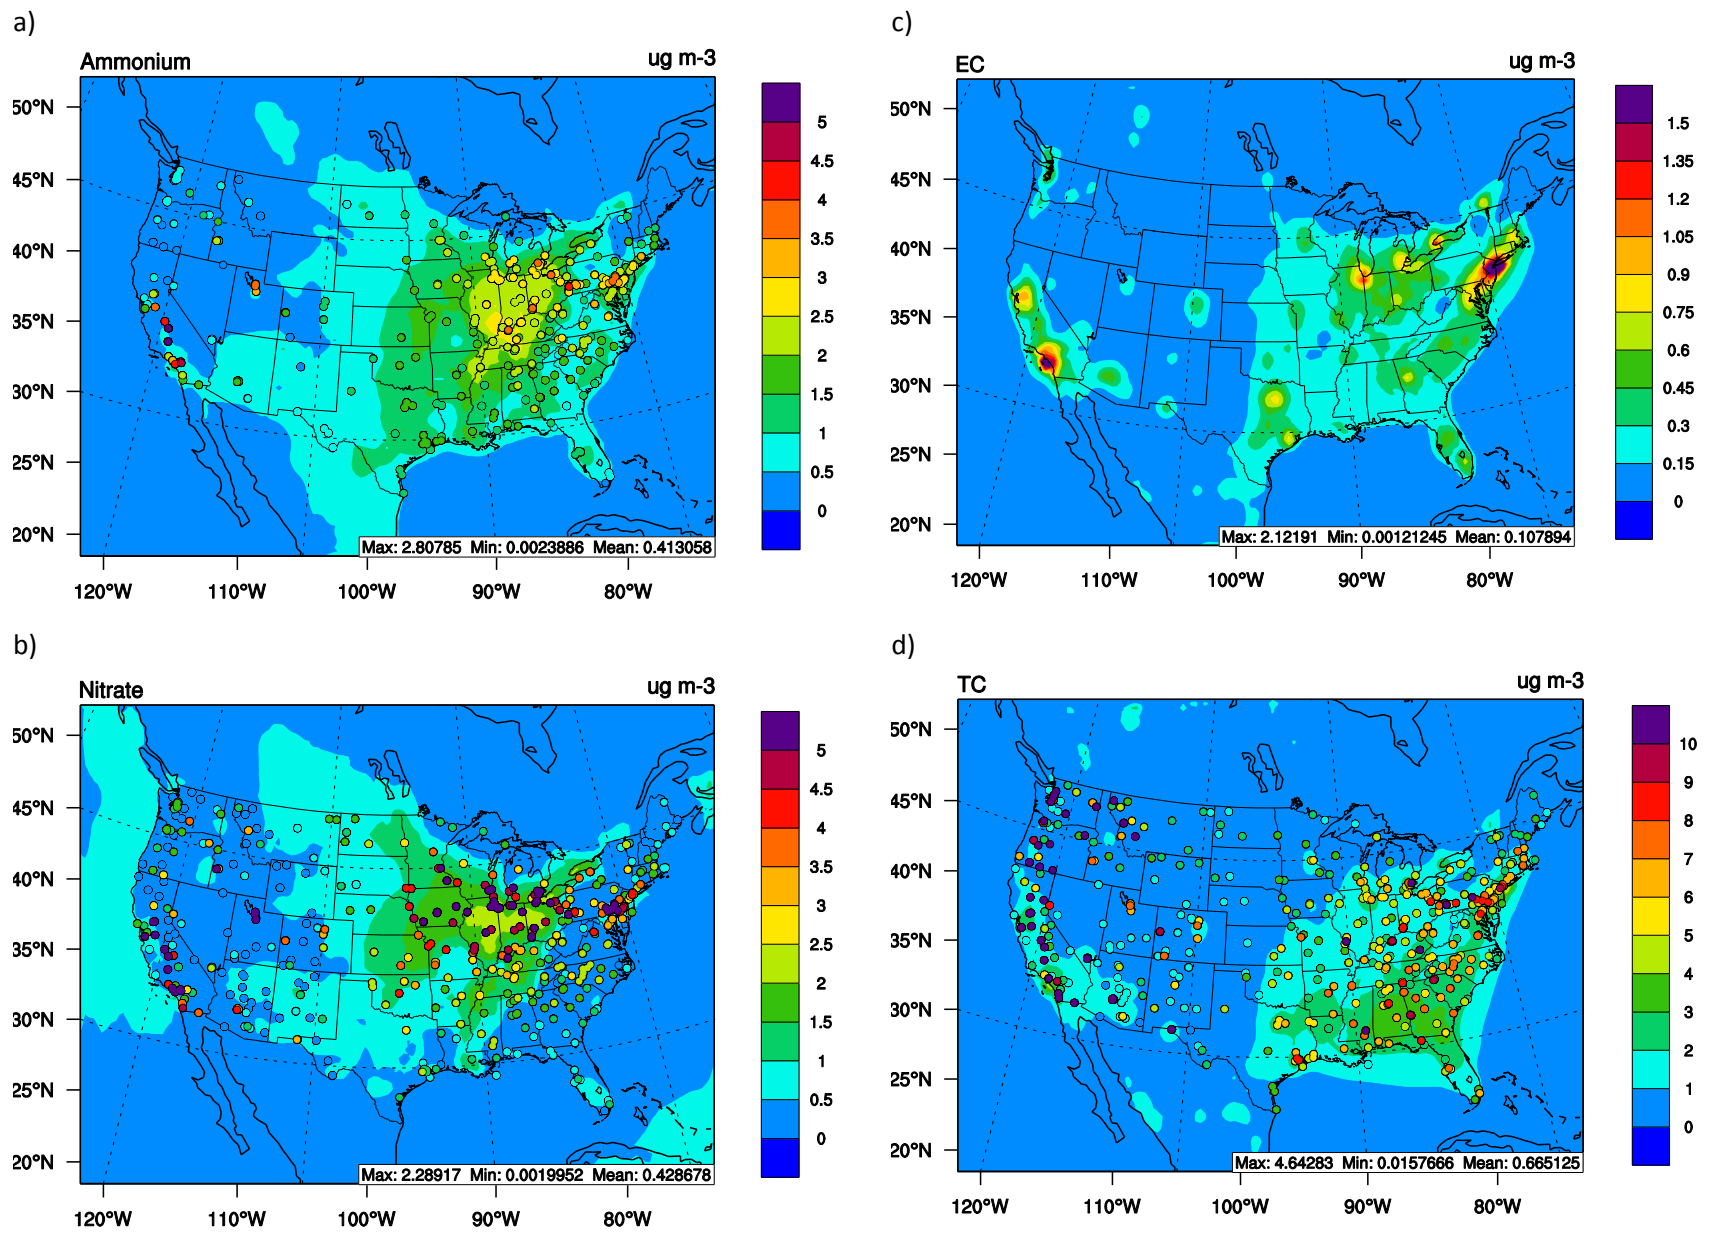 a)
Ammonium ug m-3
50°N
45°N
40°N
35°N
30°N
25°N
20°N
120°W 110°W 100°W 90°W 80°W
Max: 2.80785 Min: 0.0023886 Mean: 0.413058
5
4.5
4
3.5
3
2.5
2
1.5
1
0.5
0
c)
EC ug m-3
50°N
45°N
40°N
35°N
30°N
25°N
20°N
120°W 110°W 100°W 90°W 80°W
Max: 2.12191 Min: 0.00121245 Mean: 0.107894
1.5
1.35
1.2
1.05
0.9
0.75
0.6
0.45
0.3
0.15
0
b)
Nitrate ug m-3
50°N
45°N
40°N
35°N
30°N
25°N
20°N
120°W 110°W 100°W 90°W 80°W
Max: 2.28917 Min: 0.0019952 Mean: 0.428678
5
4.5
4
3.5
3
2.5
2
1.5
1
0.5
0
d)
TC ug m-3
50°N
45°N
40°N
35°N
30°N
25°N
20°N
120°W 110°W 100°W 90°W 80°W
Max: 4.64283 Min: 0.0157666 Mean: 0.665125
10
9
8
7
6
5
4
3
2
1
0